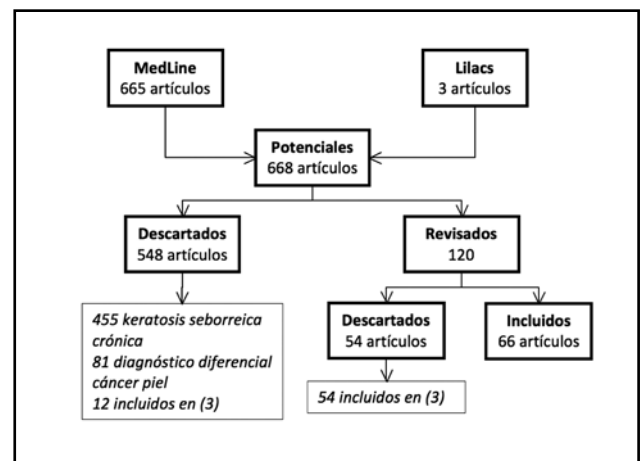 MedLine
665 artículos
Lilacs
3 artículos
Potenciales
668 artículos
Descartados
548 artículos
Revisados
120
455 keratosis seborreica
crónica
81 diagnóstico diferencial
cáncer piel
12 incluidos en (3)
Descartados
54 artículos
Incluidos
66 artículos
54 incluidos en (3)